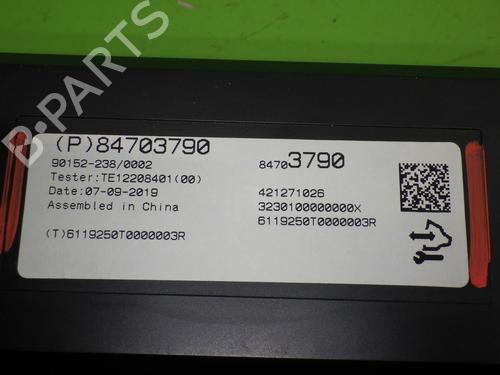 B-PARTS
(P)84703790
90152-238/0002
Tester:TE12208401(00)
Date:07-09-2019
Assembled in China
(T)6119250T0000003R
84703790
421271026
3230100000000X
6119250T0000003R